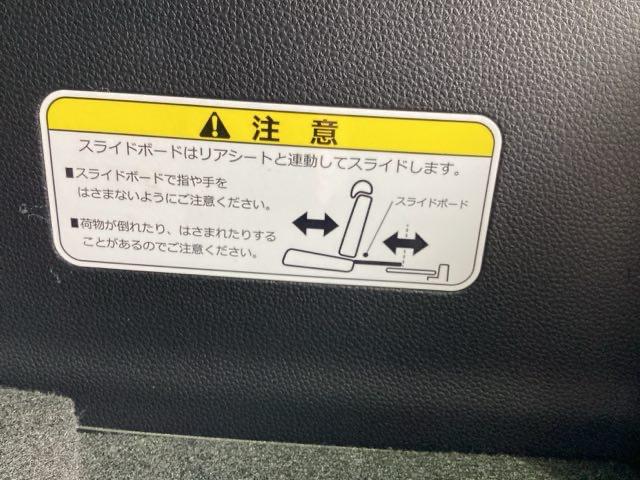 注意
スライドボードはリアシートと連動してスライドします。
■スライドボードで指や手を
はさまないようにご注意ください。
■荷物が倒れたり、はさまれたりする
ことがあるのでご注意ください。
スライドボード